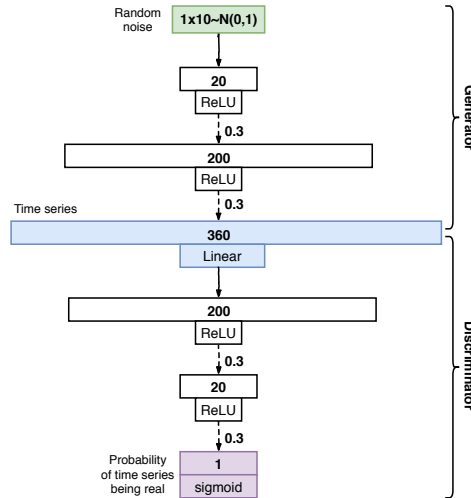 Random
noise
1x10~N(0,1)
20
ReLU
0.3
200
ReLU
0.3
Generator
Time series
360
Linear
200
ReLU
0.3
20
ReLU
0.3
Discriminator
Probability
of time series
being real
1
sigmoid